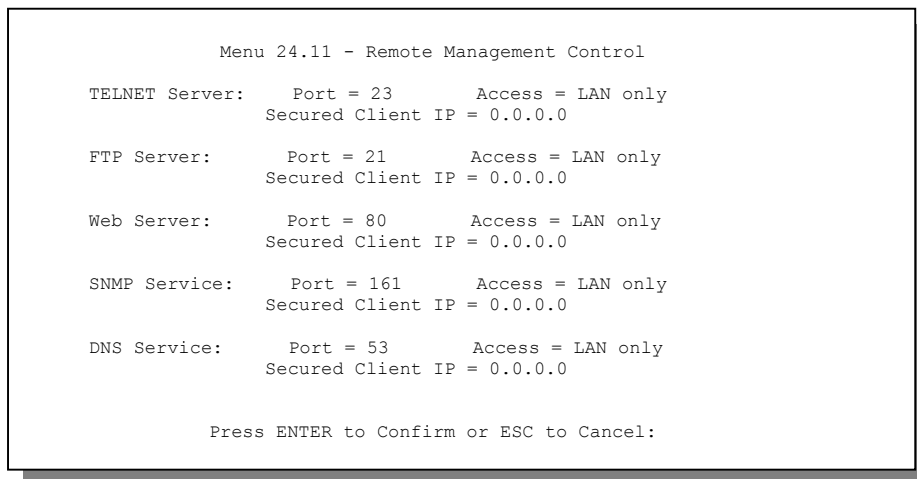 Menu 24.11 - Remote Management Control
TELNET Server: Port = 23 Access = LAN only
Secured Client IP = 0.0.0.0
FTP Server: Port = 21 Access = LAN only
Secured Client IP = 0.0.0.0
Web Server: Port = 80 Access = LAN only
Secured Client IP = 0.0.0.0
SNMP Service: Port = 161 Access = LAN only
Secured Client IP = 0.0.0.0
DNS Service: Port = 53 Access = LAN only
Secured Client IP = 0.0.0.0
Press ENTER to Confirm or ESC to Cancel: